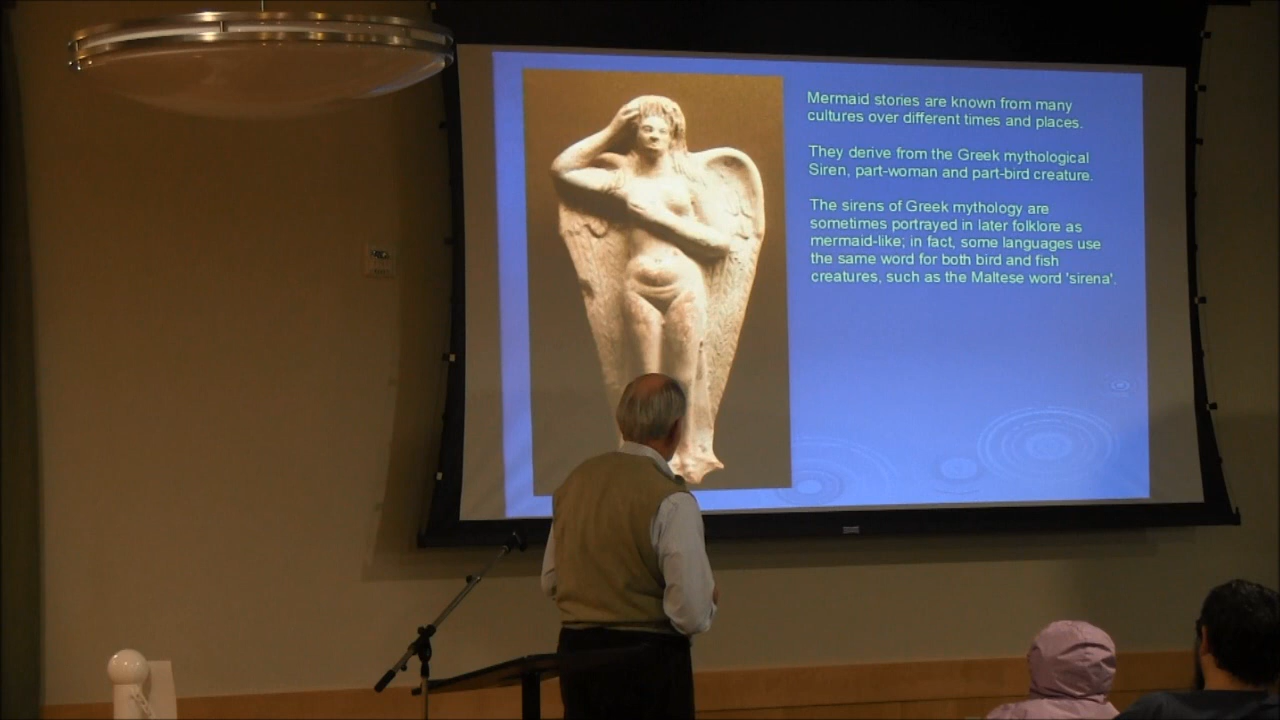 Mermaid stories are known from many
cultures over different times and places.
They derive from the Greek mythological
Siren, part-woman and part-bird creature.
The sirens of Greek mythology are
sometimes portrayed in later folklore as
mermaid-like; in fact, some languages use
the same word for both bird and fish
creatures, such as the Maltese word 'sirena'.